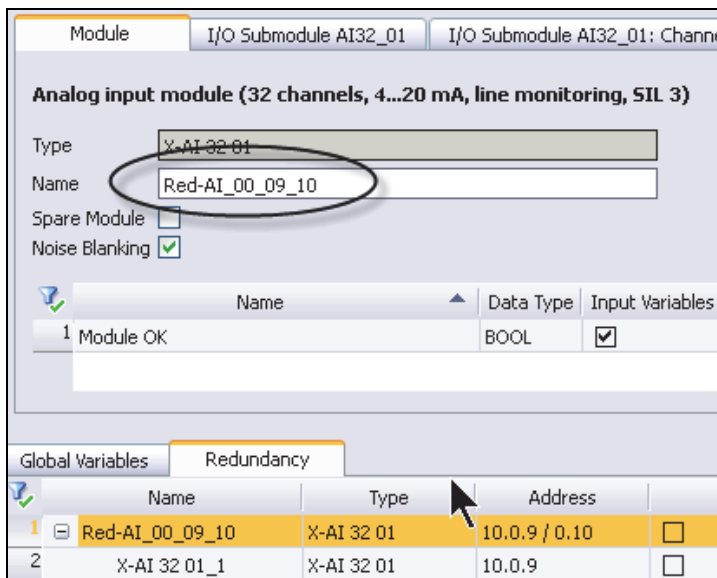 Module I/O Submodule AI32_01 I/O Submodule AI32_01: Chann
Analog input module (32 channels, 4...20 mA, line monitoring, SIL 3)
Type X-AI 32 01
Name Red-AI_00_09_10
Spare Module
Noise Blanking
Name Data Type Input Variables
1 Module OK BOOL
Global Variables Redundancy
Name Type Address
1 Red-AI_00_09_10 X-AI 32 01 10.0.9 / 0.10
2 X-AI 32 01_1 X-AI 32 01 10.0.9